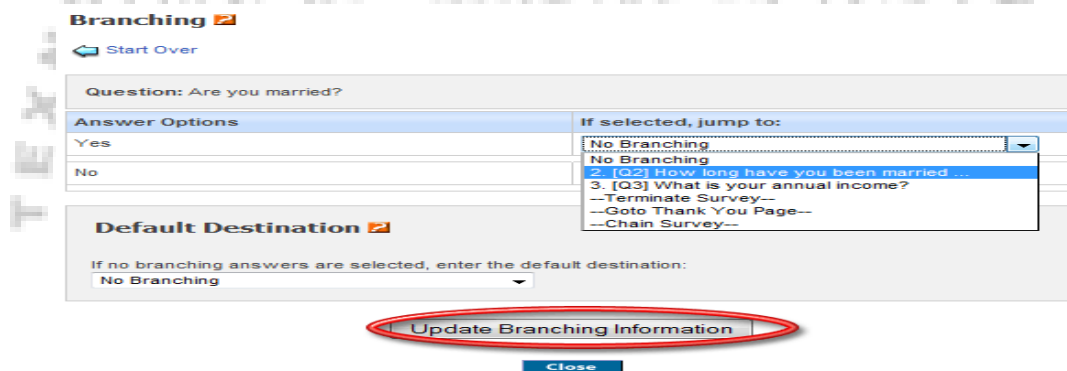 Branching
Start Over
Question: Are you married?
Answer Options If selected, jump to:
Yes No Branching
No Branching
2. [Q2] How long have you been married ...
No
3. [Q3] What is your annual income?
--Terminate Survey--
--Goto Thank You Page--
--Chain Survey--
Default Destination
If no branching answers are selected, enter the default destination:
No Branching
Update Branching Information
Close